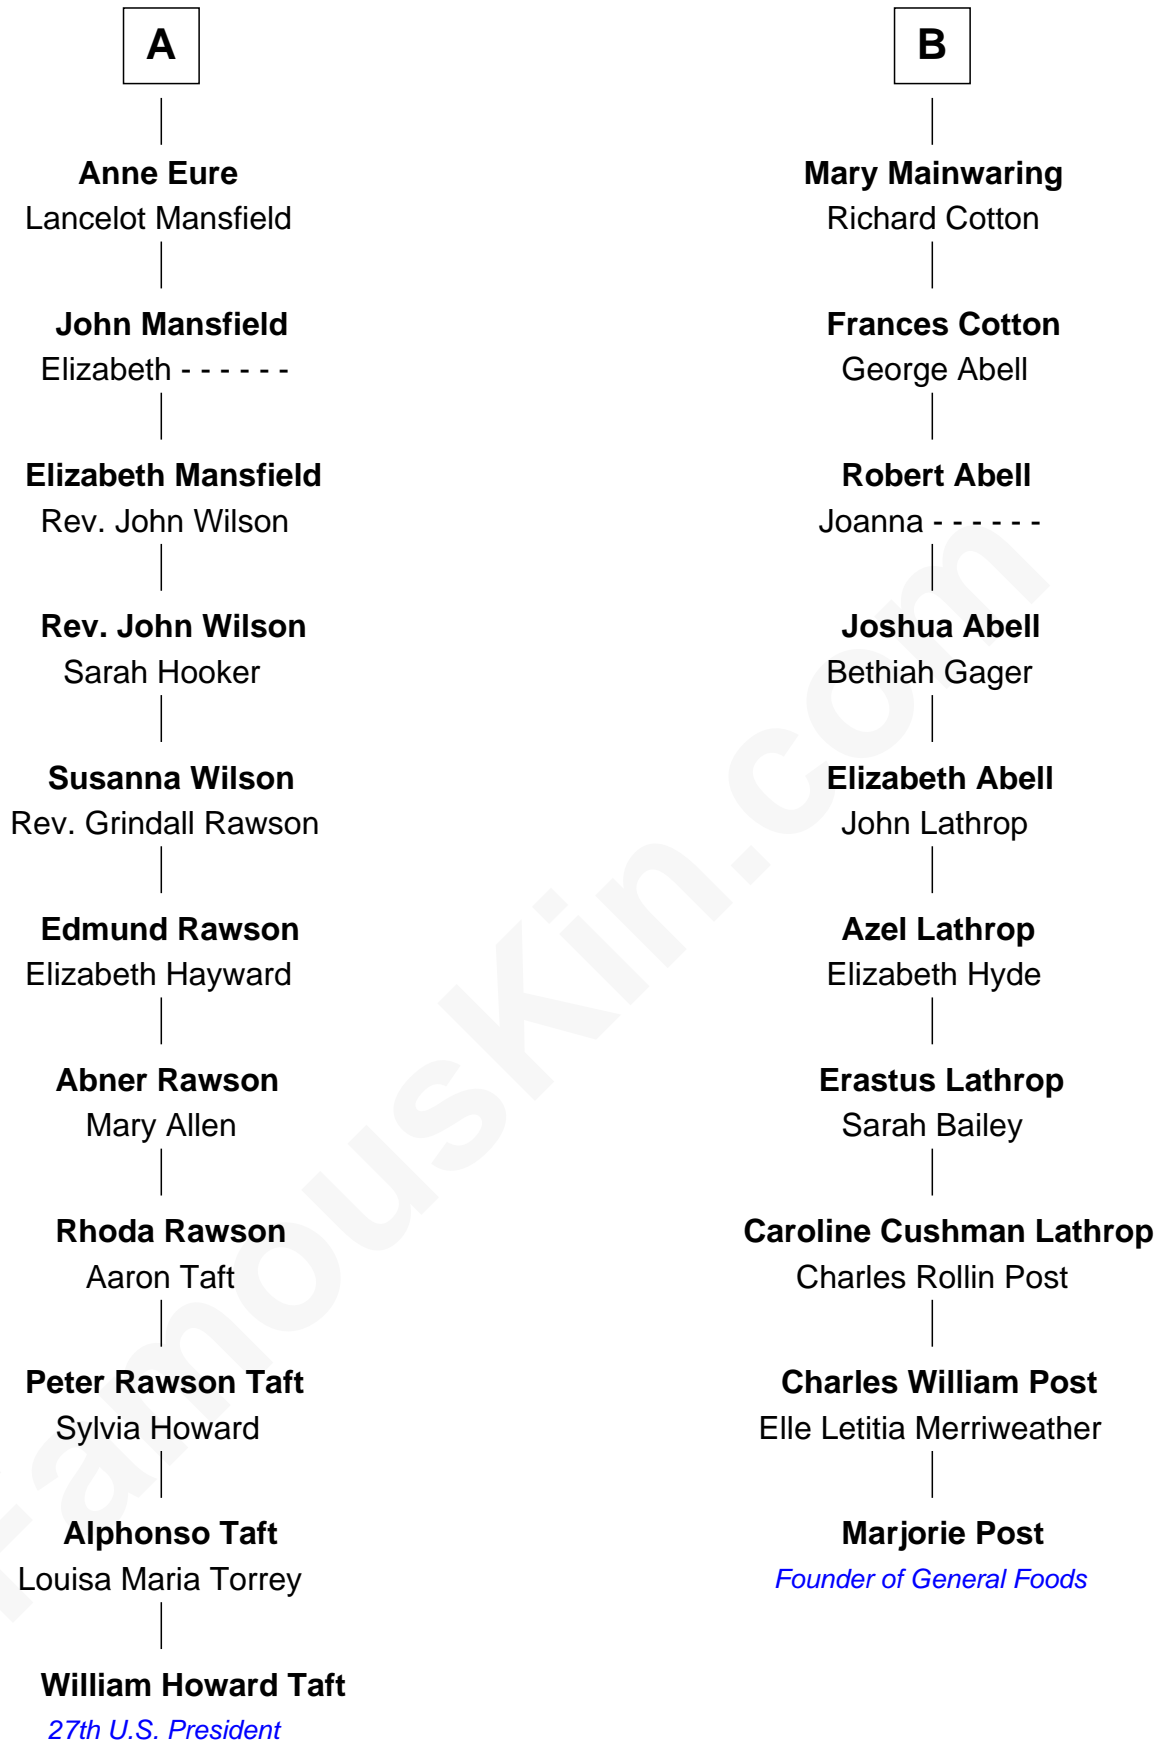 A
Anne Eure
Lancelot Mansfield
John Mansfield
Elizabeth - - - - - -
Elizabeth Mansfield
Rev. John Wilson
Rev. John Wilson
Sarah Hooker
Susanna Wilson
Rev. Grindall Rawson
Edmund Rawson
Elizabeth Hayward
Abner Rawson
Mary Allen
Rhoda Rawson
Aaron Taft
Peter Rawson Taft
Sylvia Howard
Alphonso Taft
Louisa Maria Torrey
William Howard Taft
27th U.S. President
B
Mary Mainwaring
Richard Cotton
Frances Cotton
George Abell
Robert Abell
Joanna - - - - - -
Joshua Abell
Bethiah Gager
Elizabeth Abell
John Lathrop
Azel Lathrop
Elizabeth Hyde
Erastus Lathrop
Sarah Bailey
Caroline Cushman Lathrop
Charles Rollin Post
Charles William Post
Elle Letitia Merriweather
Marjorie Post
Founder of General Foods
FamousKin.com